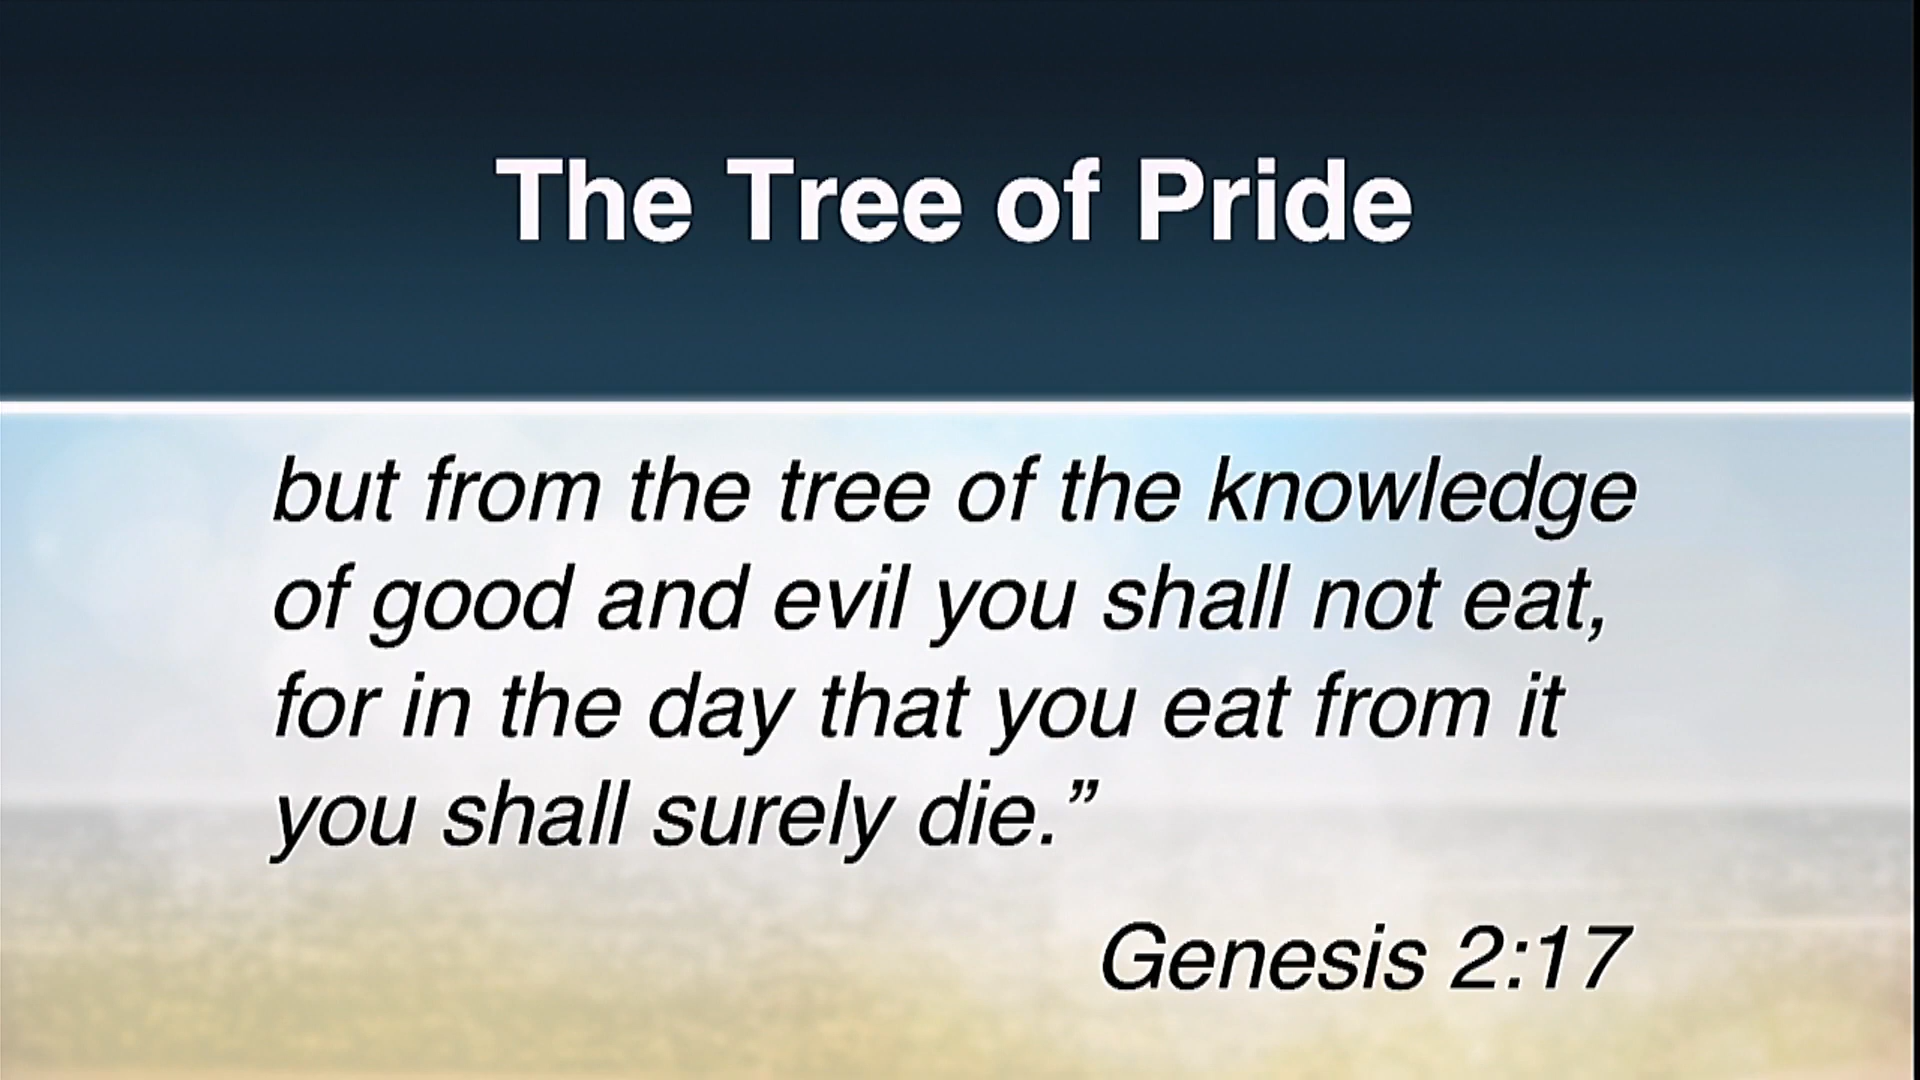 The Tree of Pride
but from the tree of the knowledge
of good and evil you shall not eat,
for in the day that you eat from it
you shall surely die.”
Genesis 2:17